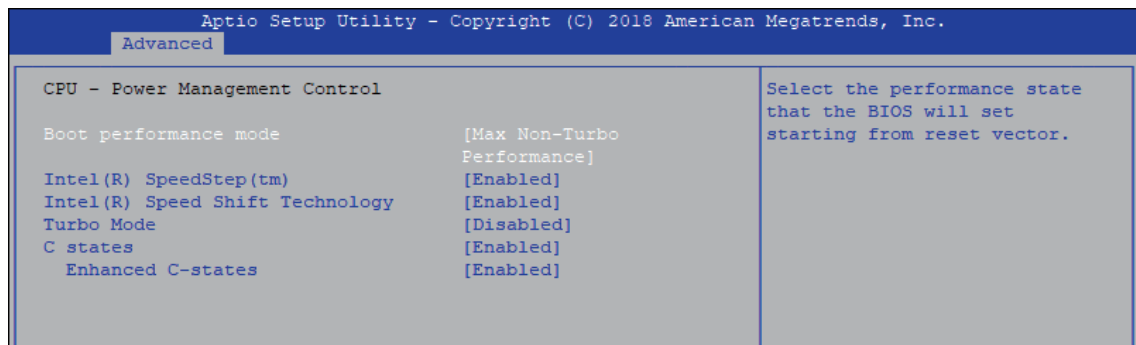 Aptio Setup Utility - Copyright (C) 2018 American Megatrends, Inc.
Advanced
CPU - Power Management Control
Boot performance mode [Max Non-Turbo
Performance]
Intel(R) SpeedStep(tm) [Enabled]
Intel(R) Speed Shift Technology [Enabled]
Turbo Mode [Disabled]
C states [Enabled]
Enhanced C-states [Enabled]
Select the performance state
that the BIOS will set
starting from reset vector.